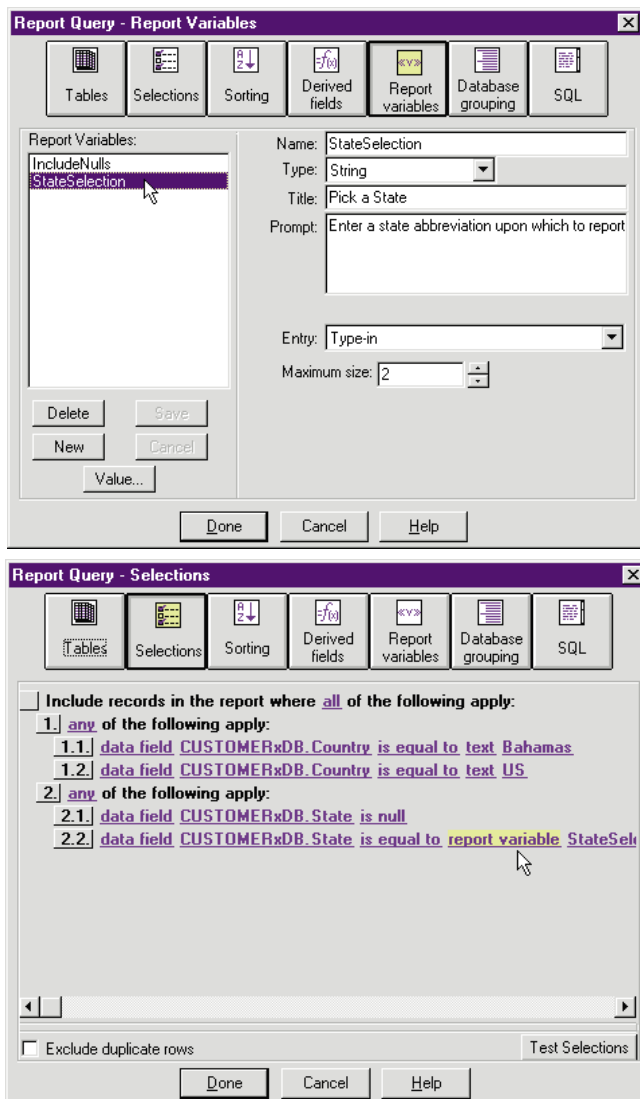 Report Query - Report Variables
Tables Selections Sorting Derived fields Report variables Database grouping SQL
Report Variables:
IncludeNulls
StateSelection
Name: StateSelection
Type: String
Title: Pick a State
Prompt: Enter a state abbreviation upon which to report
Entry: Type-in
Maximum size: 2
Delete Save
New Cancel
Value...
Done Cancel Help
Report Query - Selections
Tables Selections Sorting Derived fields Report variables Database grouping SQL
Include records in the report where all of the following apply:
1. any of the following apply:
1.1. data field CUSTOMERxDB.Country is equal to text Bahamas
1.2. data field CUSTOMERxDB.Country is equal to text US
2. any of the following apply:
2.1. data field CUSTOMERxDB.State is null
2.2. data field CUSTOMERxDB.State is equal to report variable StateSele
Exclude duplicate rows Test Selections
Done Cancel Help